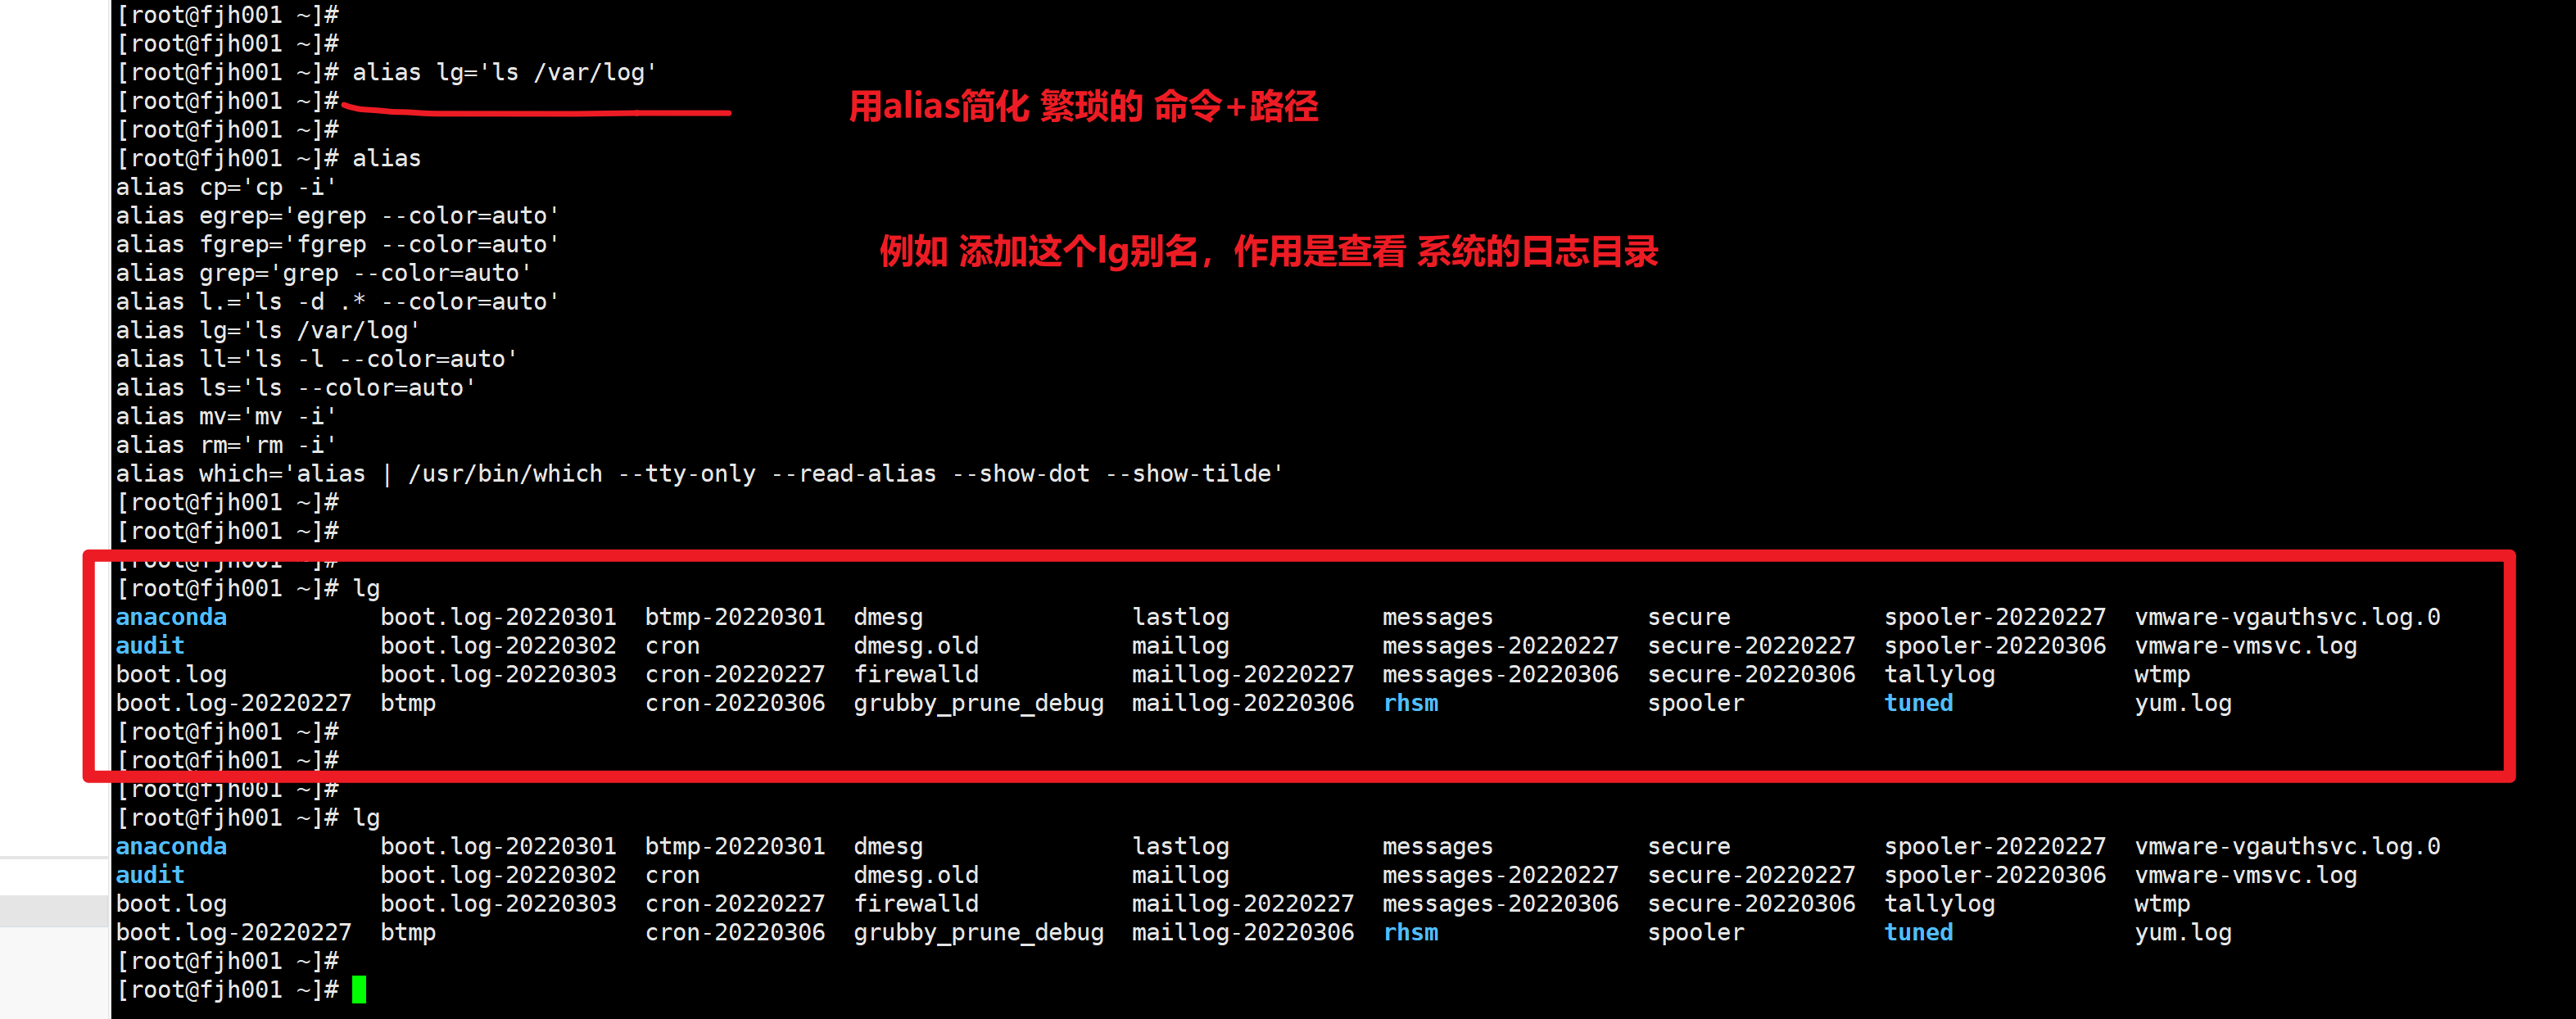 [root@fjh001 ~]#
[root@fjh001 ~]#
[root@fjh001 ~]# alias lg='ls /var/log'
[root@fjh001 ~]#
用alias简化 繁琐的 命令+路径
[root@fjh001 ~]#
[root@fjh001 ~]# alias
alias cp='cp -i'
alias egrep='egrep --color=auto'
alias fgrep='fgrep --color=auto'
例如 添加这个lg别名，作用是查看 系统的日志目录
alias grep='grep --color=auto'
alias l.='ls -d .* --color=auto'
alias lg='ls /var/log'
alias ll='ls -l --color=auto'
alias ls='ls --color=auto'
alias mv='mv -i'
alias rm='rm -i'
alias which='alias | /usr/bin/which --tty-only --read-alias --show-dot --show-tilde'
[root@fjh001 ~]#
[root@fjh001 ~]#
[root@fjh001 ~]#
[root@fjh001 ~]# lg
anaconda boot.log-20220301 btmp-20220301 dmesg lastlog messages secure spooler-20220227 vmware-vgauthsvc.log.0
audit boot.log-20220302 cron dmesg.old maillog messages-20220227 secure-20220227 spooler-20220306 vmware-vmsvc.log
boot.log boot.log-20220303 cron-20220227 firewalld maillog-20220227 messages-20220306 secure-20220306 tallylog wtmp
boot.log-20220227 btmp cron-20220306 grubby_prune_debug maillog-20220306 rhsm spooler tuned yum.log
[root@fjh001 ~]#
[root@fjh001 ~]#
[root@fjh001 ~]#
[root@fjh001 ~]# lg
anaconda boot.log-20220301 btmp-20220301 dmesg lastlog messages secure spooler-20220227 vmware-vgauthsvc.log.0
audit boot.log-20220302 cron dmesg.old maillog messages-20220227 secure-20220227 spooler-20220306 vmware-vmsvc.log
boot.log boot.log-20220303 cron-20220227 firewalld maillog-20220227 messages-20220306 secure-20220306 tallylog wtmp
boot.log-20220227 btmp cron-20220306 grubby_prune_debug maillog-20220306 rhsm spooler tuned yum.log
[root@fjh001 ~]#
[root@fjh001 ~]#